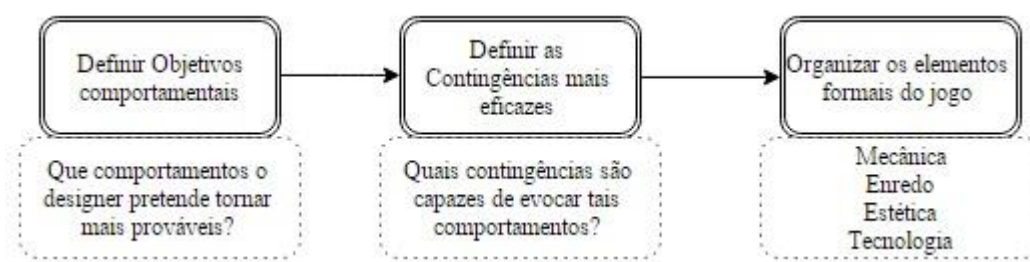 Definir Objetivos
comportamentais
Que comportamentos o
designer pretende tornar
mais prováveis?
Definir as
Contingências mais
eficazes
Quais contingências são
capazes de evocar tais
comportamentos?
Organizar os elementos
formais do jogo
Mecânica
Enredo
Estética
Tecnologia